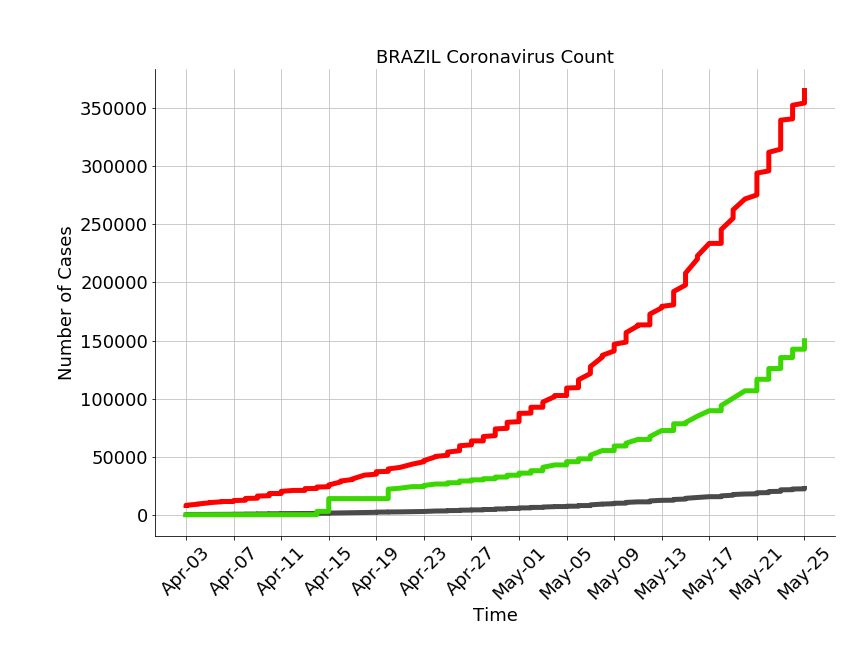 BRAZIL Coronavirus Count
Number of Cases
350000
300000
250000
200000
150000
100000
50000
0
Apr-03
Apr-07
Apr-11
Apr-15
Apr-19
Apr-23
Apr-27
May-01
May-05
May-09
May-13
May-17
May-21
May-25
Time